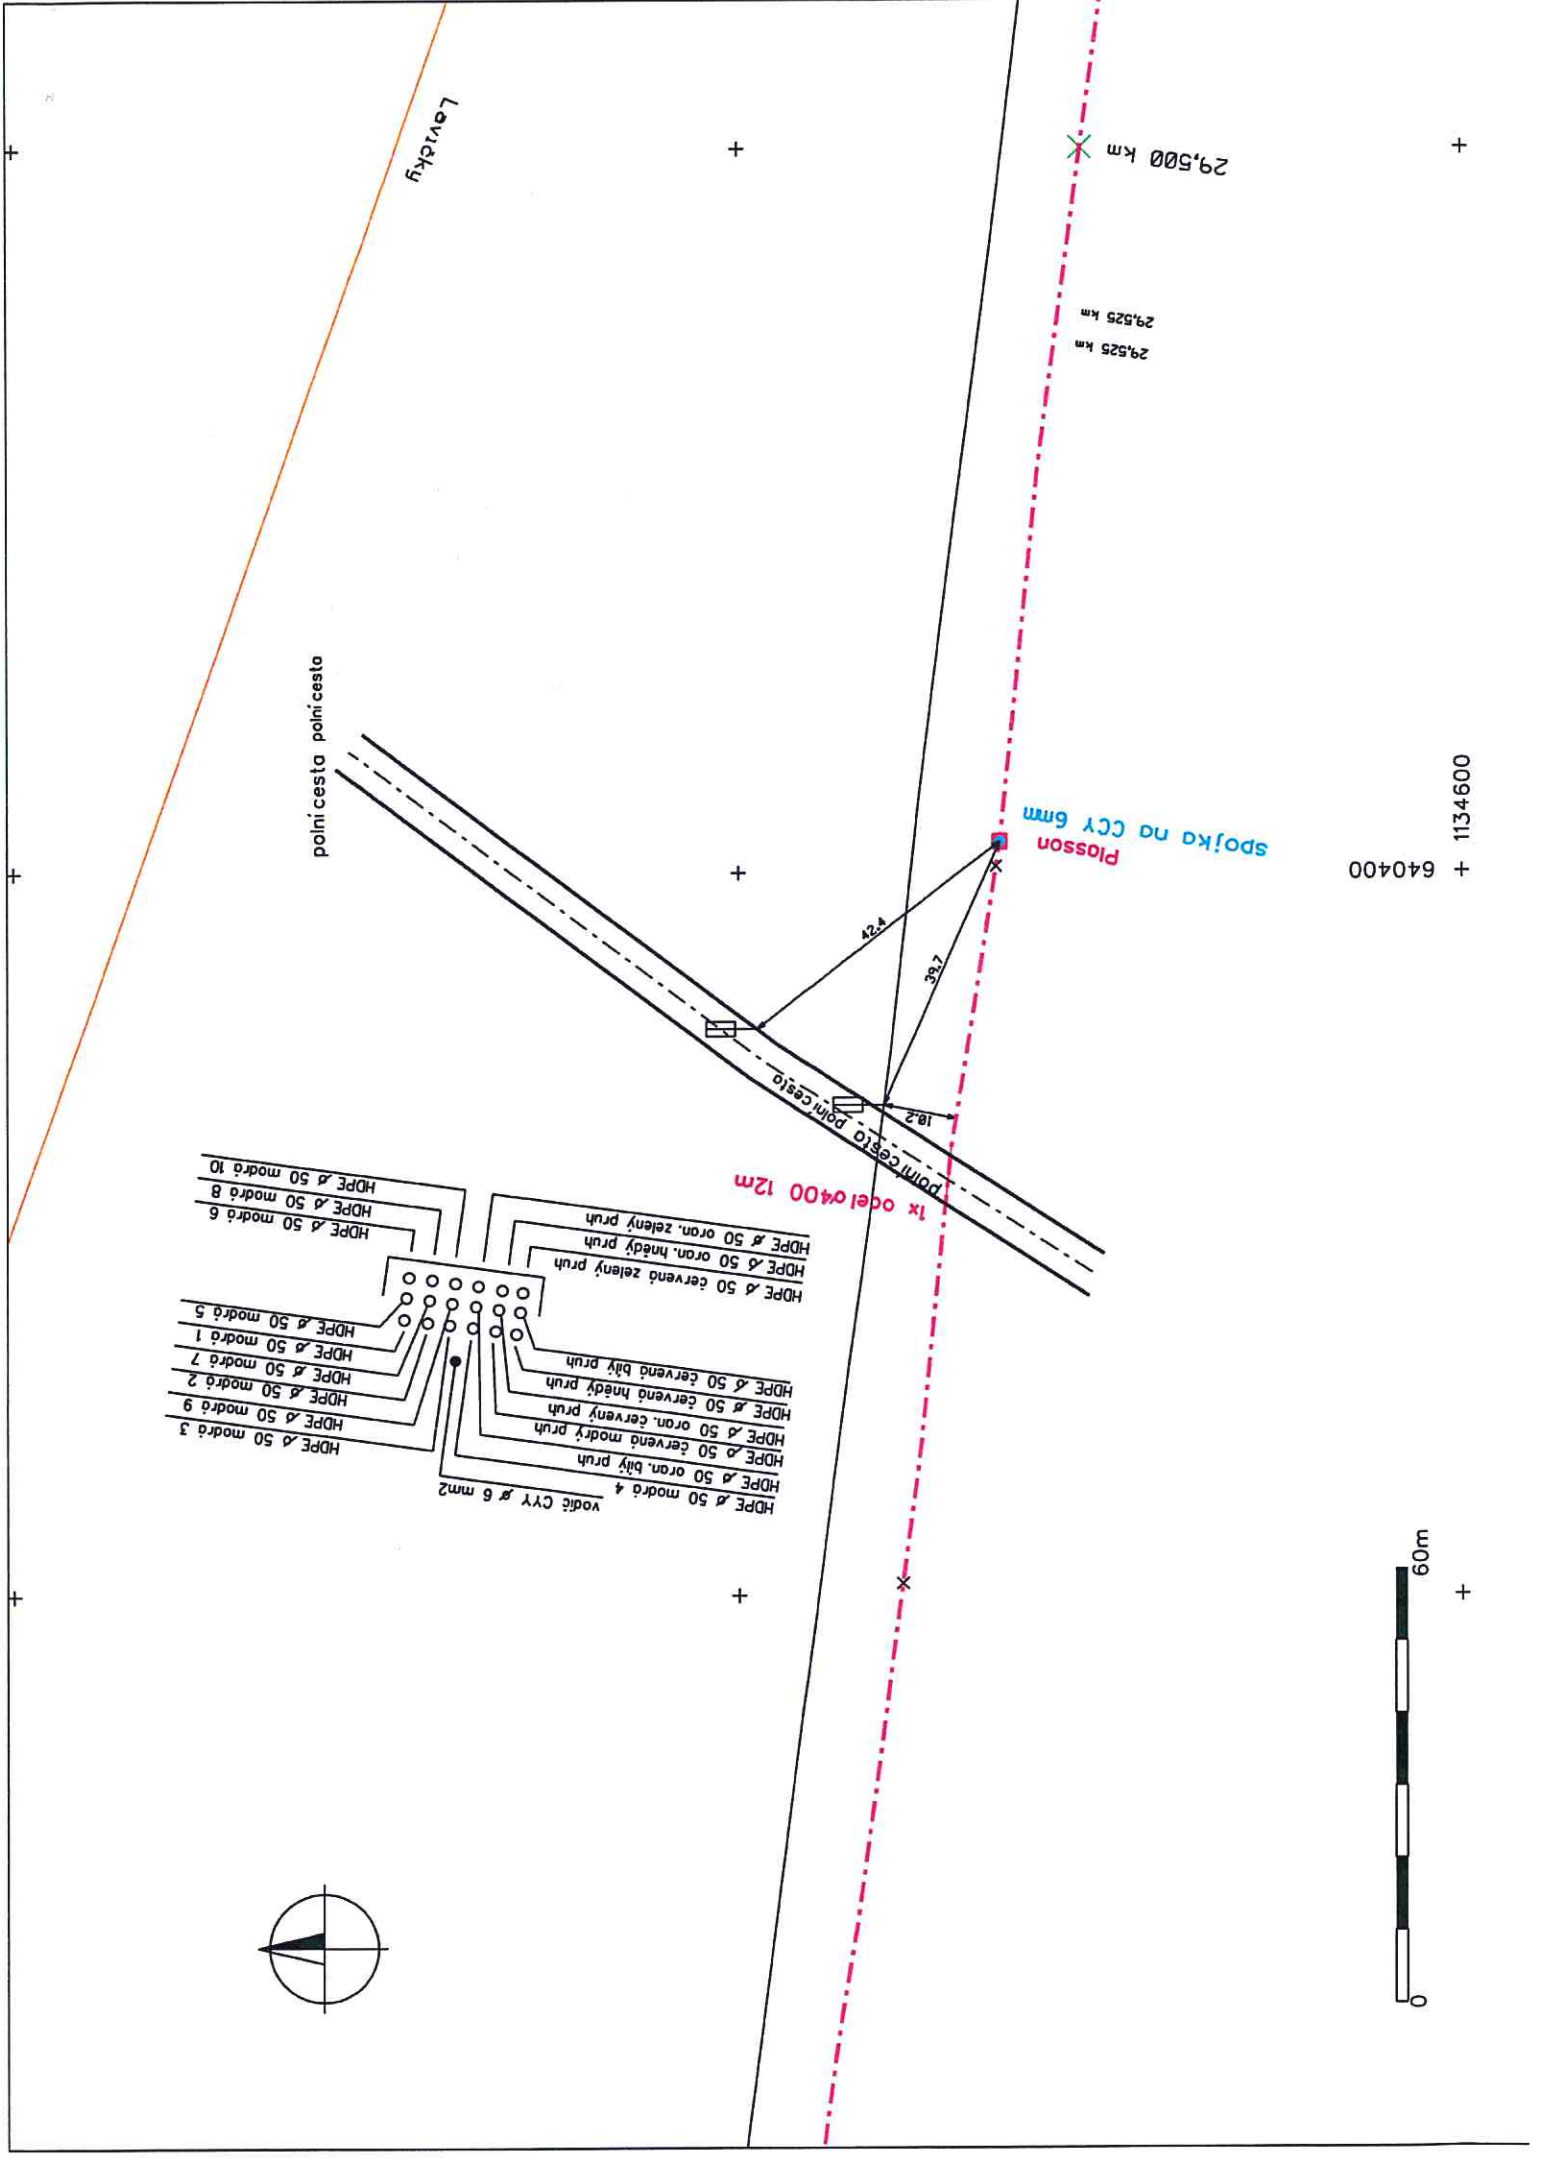 Lavičky
29,500 km
29,525 km
29,525 km
polní cesta polní cesta
spojka na CCY 6mm
Plasson
1134600
640400
42.4
39.7
10.2
polní cesta polní cesta
1x ocel ø400 12m
HDPE ø 50 modrá 10
HDPE ø 50 modrá 8
HDPE ø 50 modrá 6
HDPE ø 50 oran. zelený pruh
HDPE ø 50 oran. hnědý pruh
HDPE ø 50 červená zelený pruh
HDPE ø 50 modrá 5
HDPE ø 50 modrá 1
HDPE ø 50 modrá 7
HDPE ø 50 modrá 2
HDPE ø 50 modrá 9
HDPE ø 50 modrá 3
HDPE ø 50 červená bílý pruh
HDPE ø 50 červená hnědý pruh
HDPE ø 50 oran. červený pruh
HDPE ø 50 červená modrý pruh
HDPE ø 50 oran. bílý pruh
HDPE ø 50 modrá 4
vodič CYY ø 6 mm2
60m
0